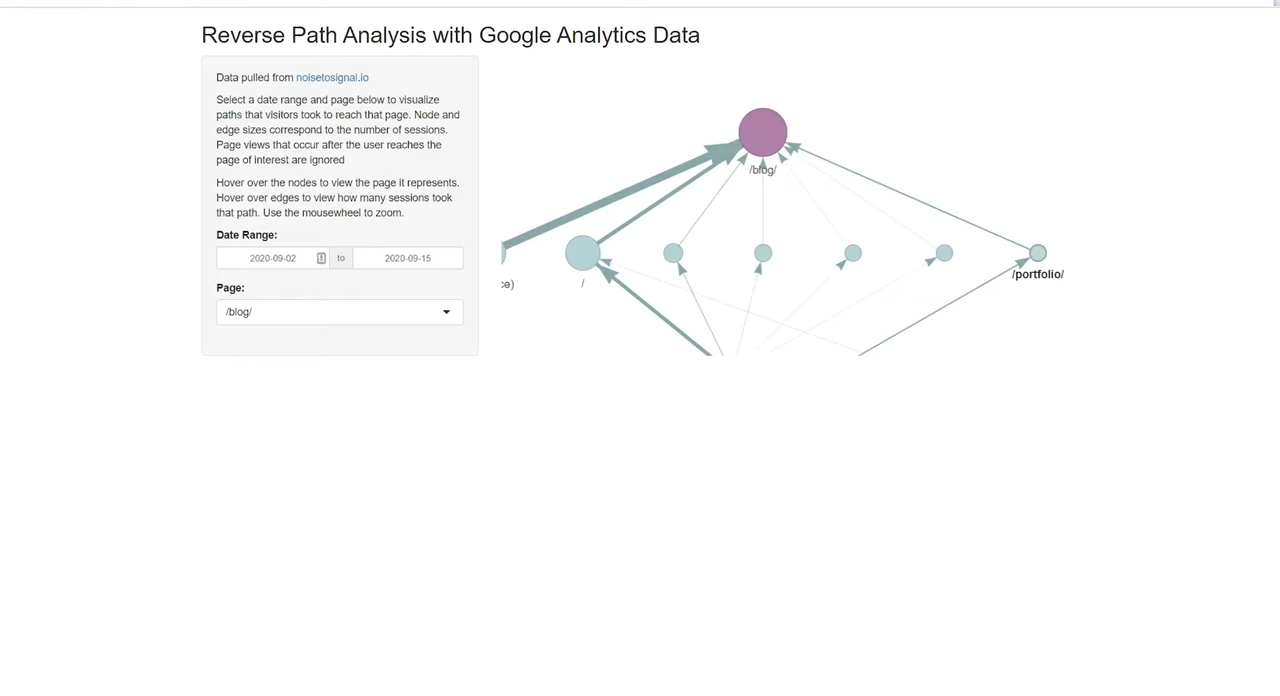 Reverse Path Analysis with Google Analytics Data
Data pulled from noisetosignal.io
Select a date range and page below to visualize
paths that visitors took to reach that page. Node and
edge sizes correspond to the number of sessions.
Page views that occur after the user reaches the
page of interest are ignored
Hover over the nodes to view the page it represents.
Hover over edges to view how many sessions took
that path. Use the mousewheel to zoom.
Date Range:
2020-09-02 to 2020-09-15
Page:
/blog/
/blog/
ce)
/
/portfolio/